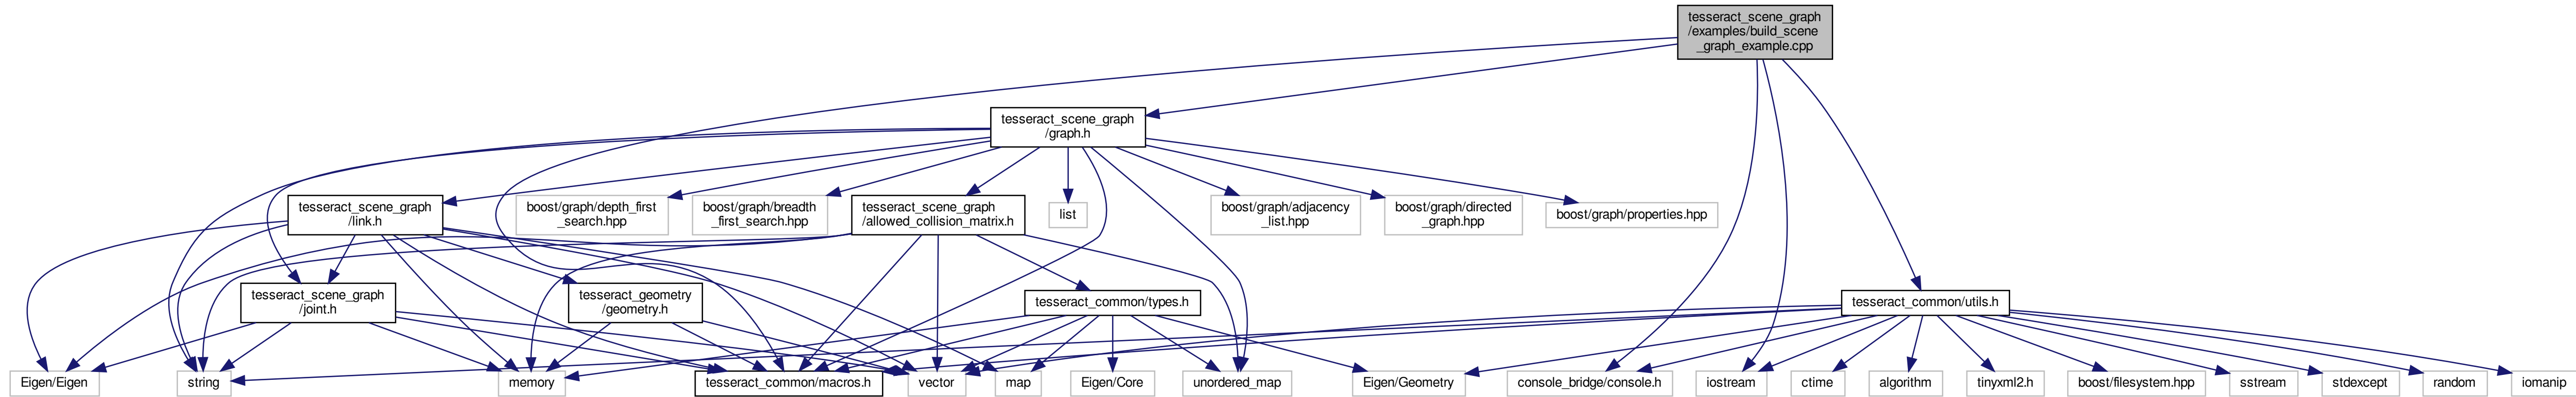 tesseract_scene_graph
/examples/build_scene
_graph_example.cpp
tesseract_scene_graph
/graph.h
tesseract_scene_graph
/link.h
boost/graph/depth_first
_search.hpp
boost/graph/breadth
_first_search.hpp
tesseract_scene_graph
/allowed_collision_matrix.h
list
boost/graph/adjacency
_list.hpp
boost/graph/directed
_graph.hpp
boost/graph/properties.hpp
tesseract_scene_graph
/joint.h
tesseract_geometry
/geometry.h
tesseract_common/types.h
tesseract_common/utils.h
Eigen/Eigen
string
memory
tesseract_common/macros.h
vector
map
Eigen/Core
unordered_map
Eigen/Geometry
console_bridge/console.h
iostream
ctime
algorithm
tinyxml2.h
boost/filesystem.hpp
sstream
stdexcept
random
iomanip